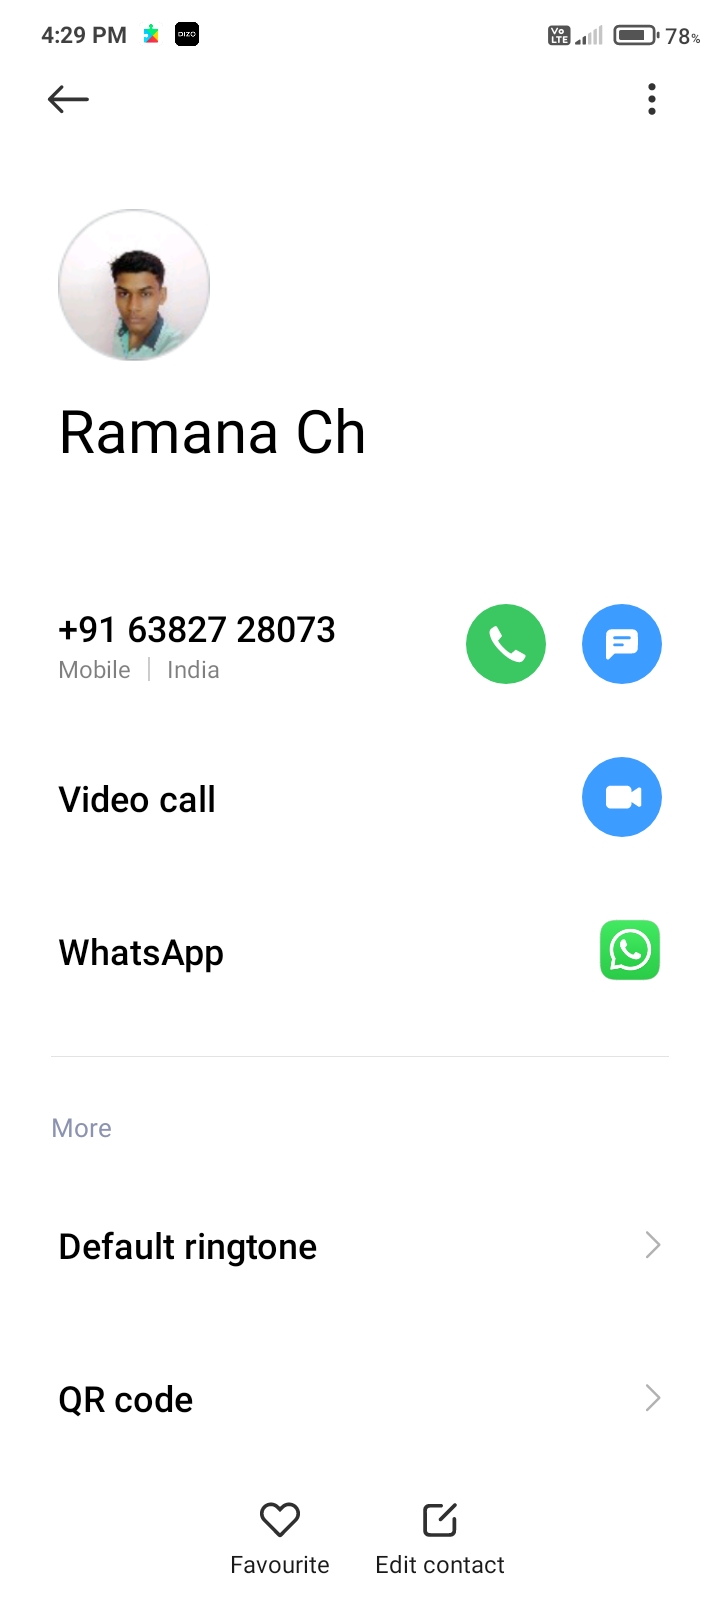 4:29 PM DIZO Vo LTE 78%
Ramana Ch
+91 63827 28073
Mobile | India
Video call
WhatsApp
More
Default ringtone
QR code
Favourite Edit contact